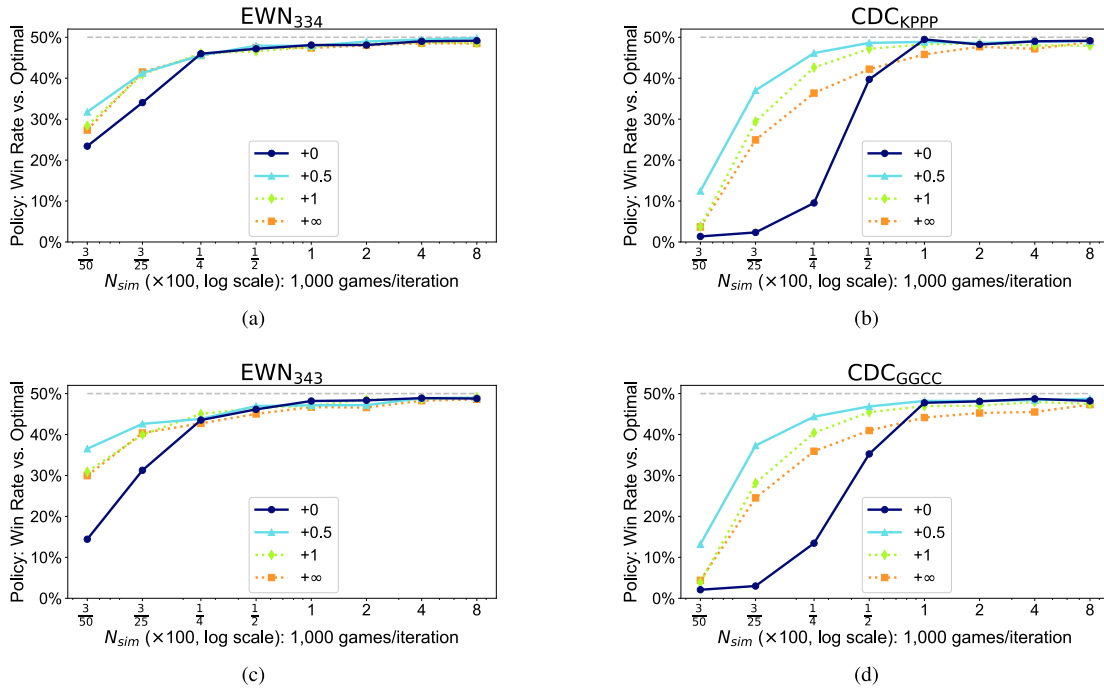 EWN334
Policy: Win Rate vs. Optimal
50%
40%
30%
20%
10%
0%
+0
+0.5
+1
+∞
3/50 3/25 1/4 1/2 1 2 4 8
Nsim (×100, log scale): 1,000 games/iteration
(a)
CDCKPPP
Policy: Win Rate vs. Optimal
50%
40%
30%
20%
10%
0%
+0
+0.5
+1
+∞
3/50 3/25 1/4 1/2 1 2 4 8
Nsim (×100, log scale): 1,000 games/iteration
(b)
EWN343
Policy: Win Rate vs. Optimal
50%
40%
30%
20%
10%
0%
+0
+0.5
+1
+∞
3/50 3/25 1/4 1/2 1 2 4 8
Nsim (×100, log scale): 1,000 games/iteration
(c)
CDCGGCC
Policy: Win Rate vs. Optimal
50%
40%
30%
20%
10%
0%
+0
+0.5
+1
+∞
3/50 3/25 1/4 1/2 1 2 4 8
Nsim (×100, log scale): 1,000 games/iteration
(d)